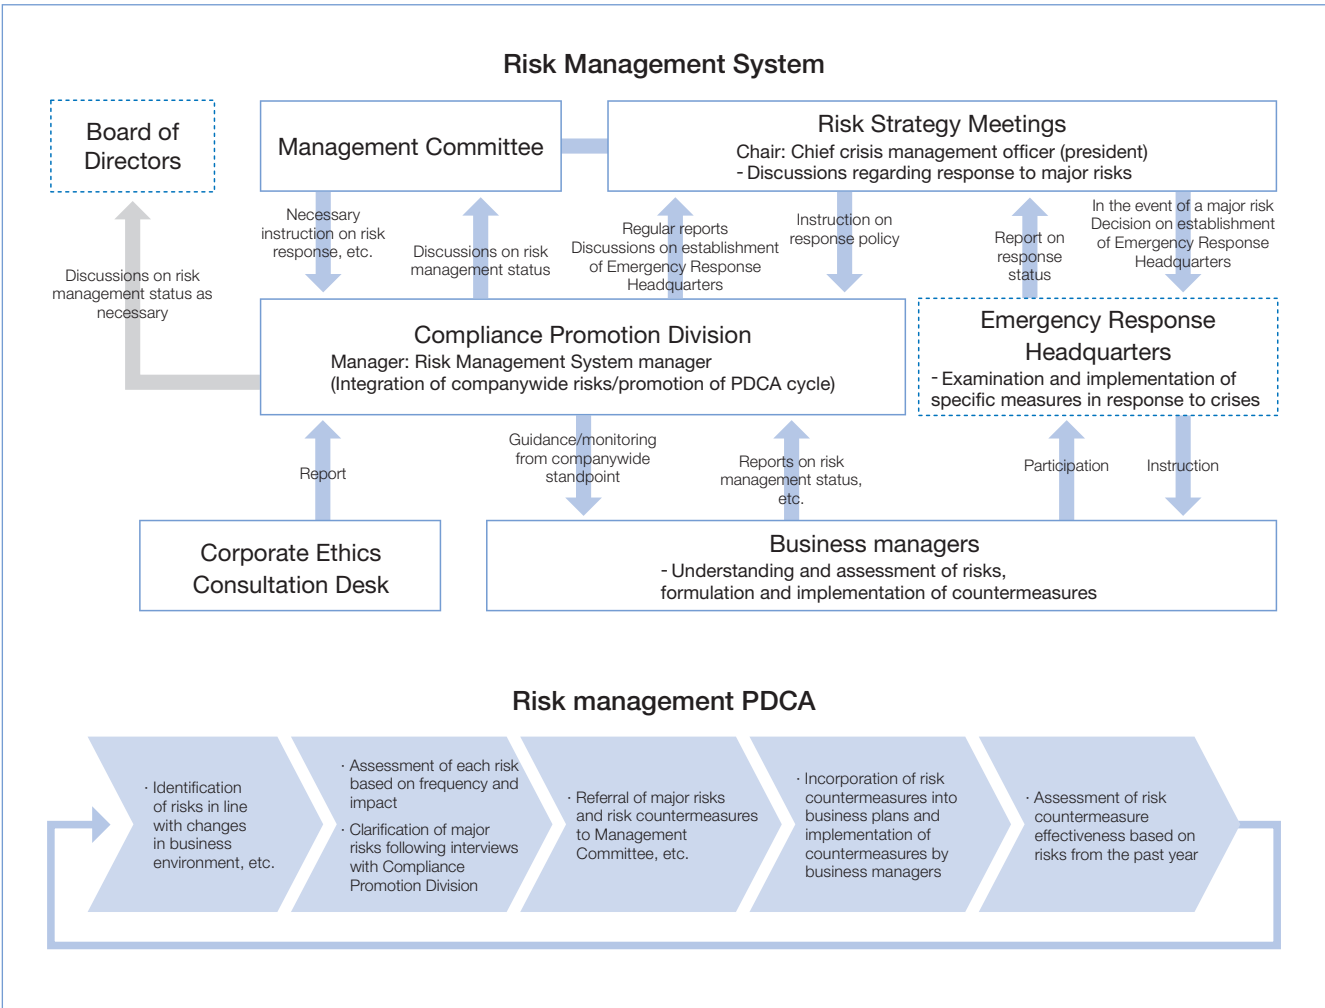 Risk Management System
Board of
Directors
Management Committee
Risk Strategy Meetings
Chair: Chief crisis management officer (president)
- Discussions regarding response to major risks
Discussions on risk
management status as
necessary
Necessary
instruction on risk
response, etc.
Discussions on risk
management status
Regular reports
Discussions on establishment
of Emergency Response
Headquarters
Instruction on
response policy
Report on
response
status
In the event of a major risk
Decision on establishment
of Emergency Response
Headquarters
Compliance Promotion Division
Manager: Risk Management System manager
(Integration of companywide risks/promotion of PDCA cycle)
Emergency Response
Headquarters
- Examination and implementation of
specific measures in response to crises
Report
Guidance/monitoring
from companywide
standpoint
Reports on risk
management status,
etc.
Participation
Instruction
Corporate Ethics
Consultation Desk
Business managers
- Understanding and assessment of risks,
formulation and implementation of countermeasures
Risk management PDCA
· Identification
of risks in line
with changes
in business
environment, etc.
· Assessment of each risk
based on frequency and
impact
· Clarification of major
risks following interviews
with Compliance
Promotion Division
· Referral of major risks
and risk countermeasures
to Management
Committee, etc.
· Incorporation of risk
countermeasures into
business plans and
implementation of
countermeasures by
business managers
· Assessment of risk
countermeasure
effectiveness based on
risks from the past year